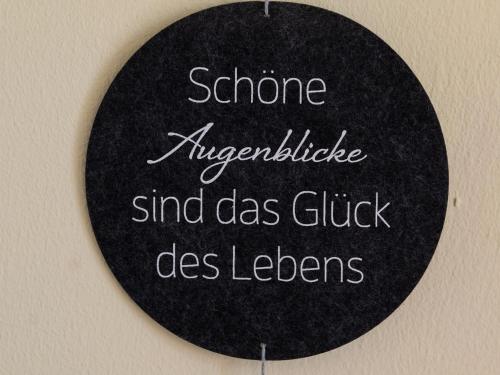 Schöne
Augenblicke
sind das Glück
des Lebens